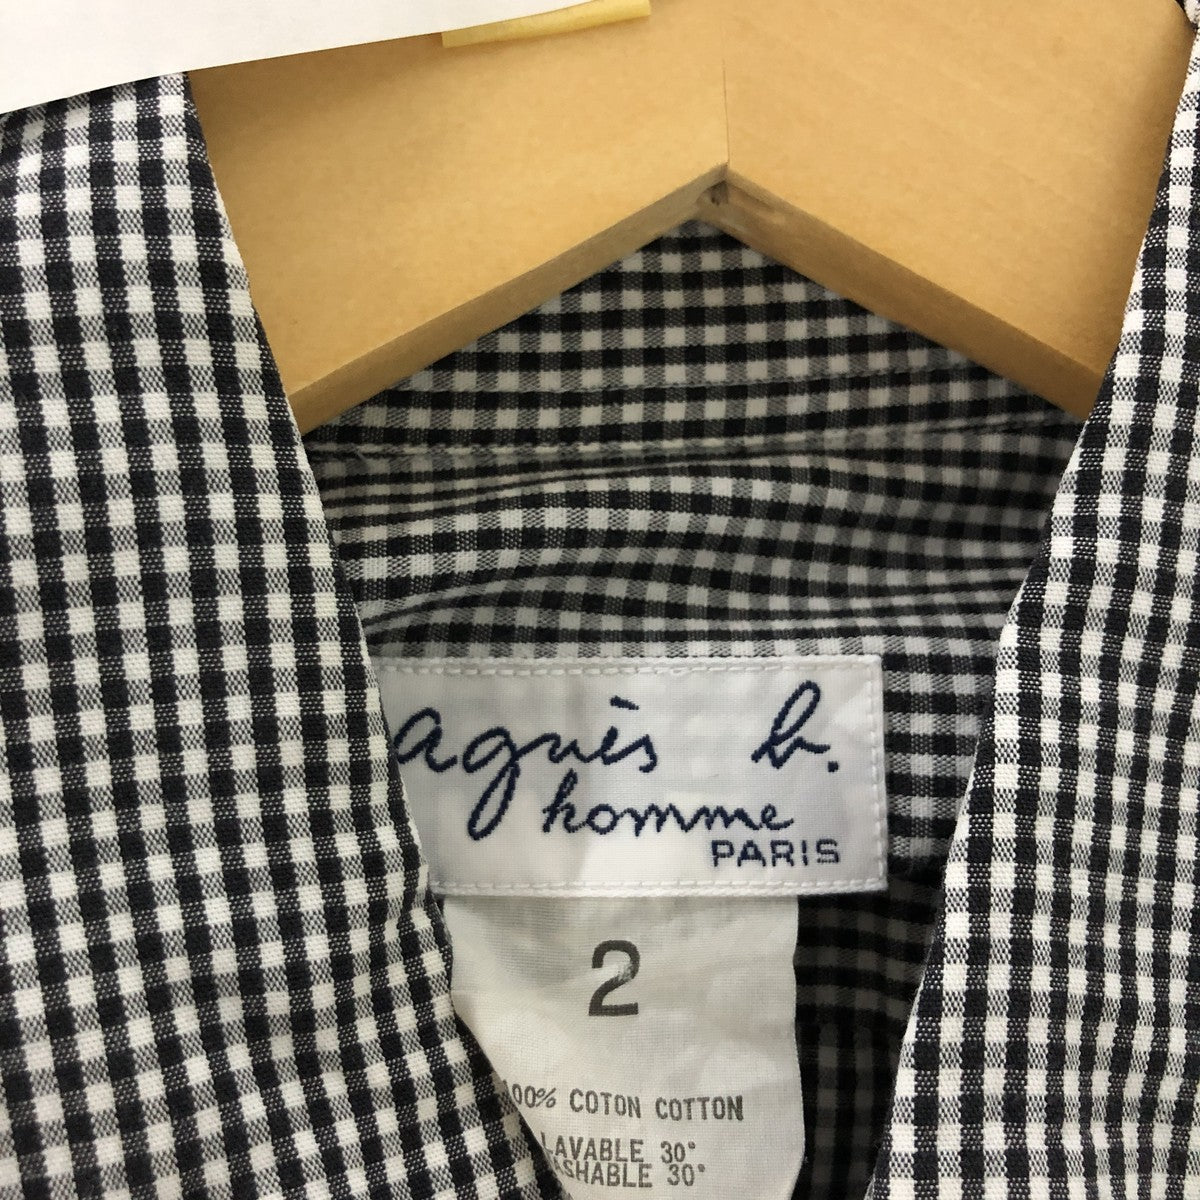 agnès b.
homme
PARIS
2
100% COTON COTTON
LAVABLE 30°
WASHABLE 30°